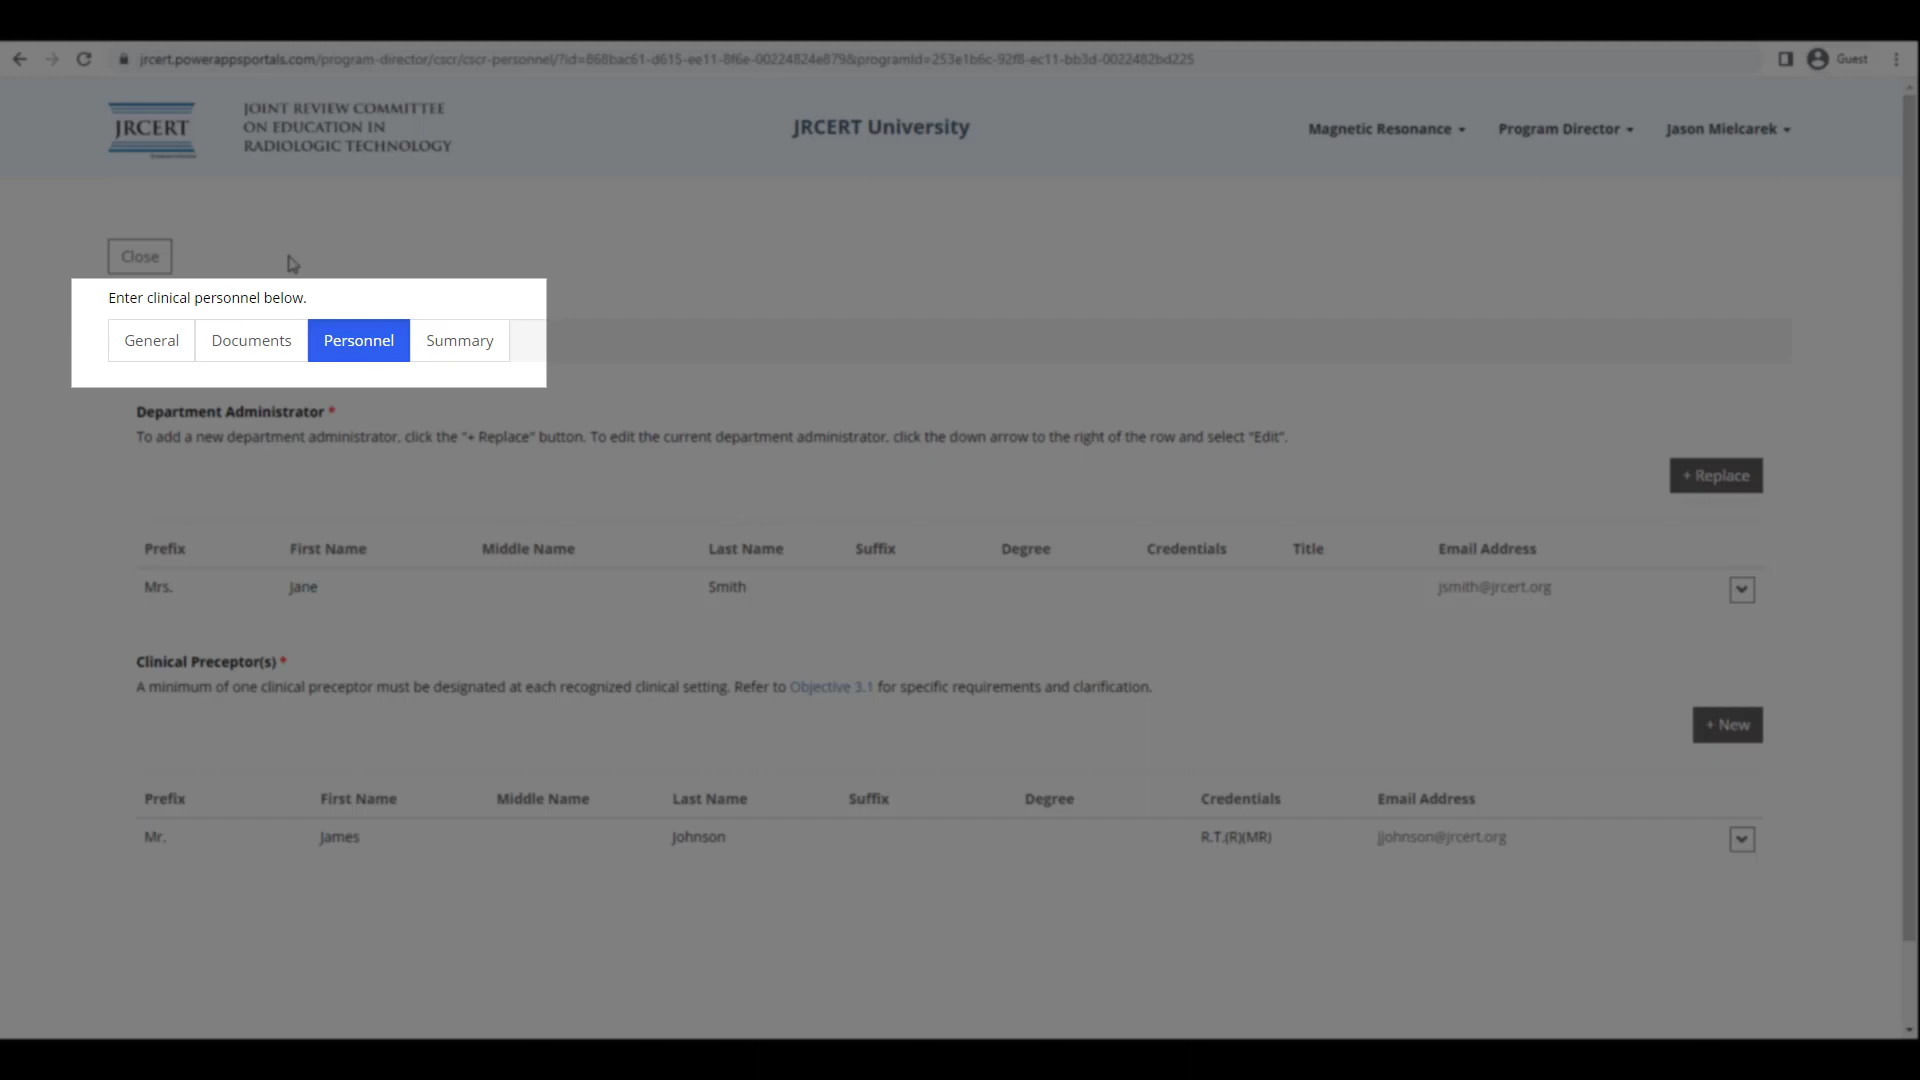 jrcert.powerappsportals.com/program-director/cscr/cscr-personnel/?id=868bac61-d615-ee11-8f6e-00224824e879&programId=253e1b6c-92f8-ec11-bb3d-0022482bd225
Guest
JRCERT
JOINT REVIEW COMMITTEE
ON EDUCATION IN
RADIOLOGIC TECHNOLOGY
JRCERT University
Magnetic Resonance
Program Director
Jason Mielcarek
Close
Enter clinical personnel below.
General Documents Personnel Summary
Department Administrator *
To add a new department administrator, click the "+ Replace" button. To edit the current department administrator, click the down arrow to the right of the row and select "Edit".
+ Replace
Prefix First Name Middle Name Last Name Suffix Degree Credentials Title Email Address
Mrs. Jane Smith jsmith@jrcert.org
Clinical Preceptor(s) *
A minimum of one clinical preceptor must be designated at each recognized clinical setting. Refer to Objective 3.1 for specific requirements and clarification.
+ New
Prefix First Name Middle Name Last Name Suffix Degree Credentials Email Address
Mr. James Johnson R.T.(R)(MR) jjohnson@jrcert.org